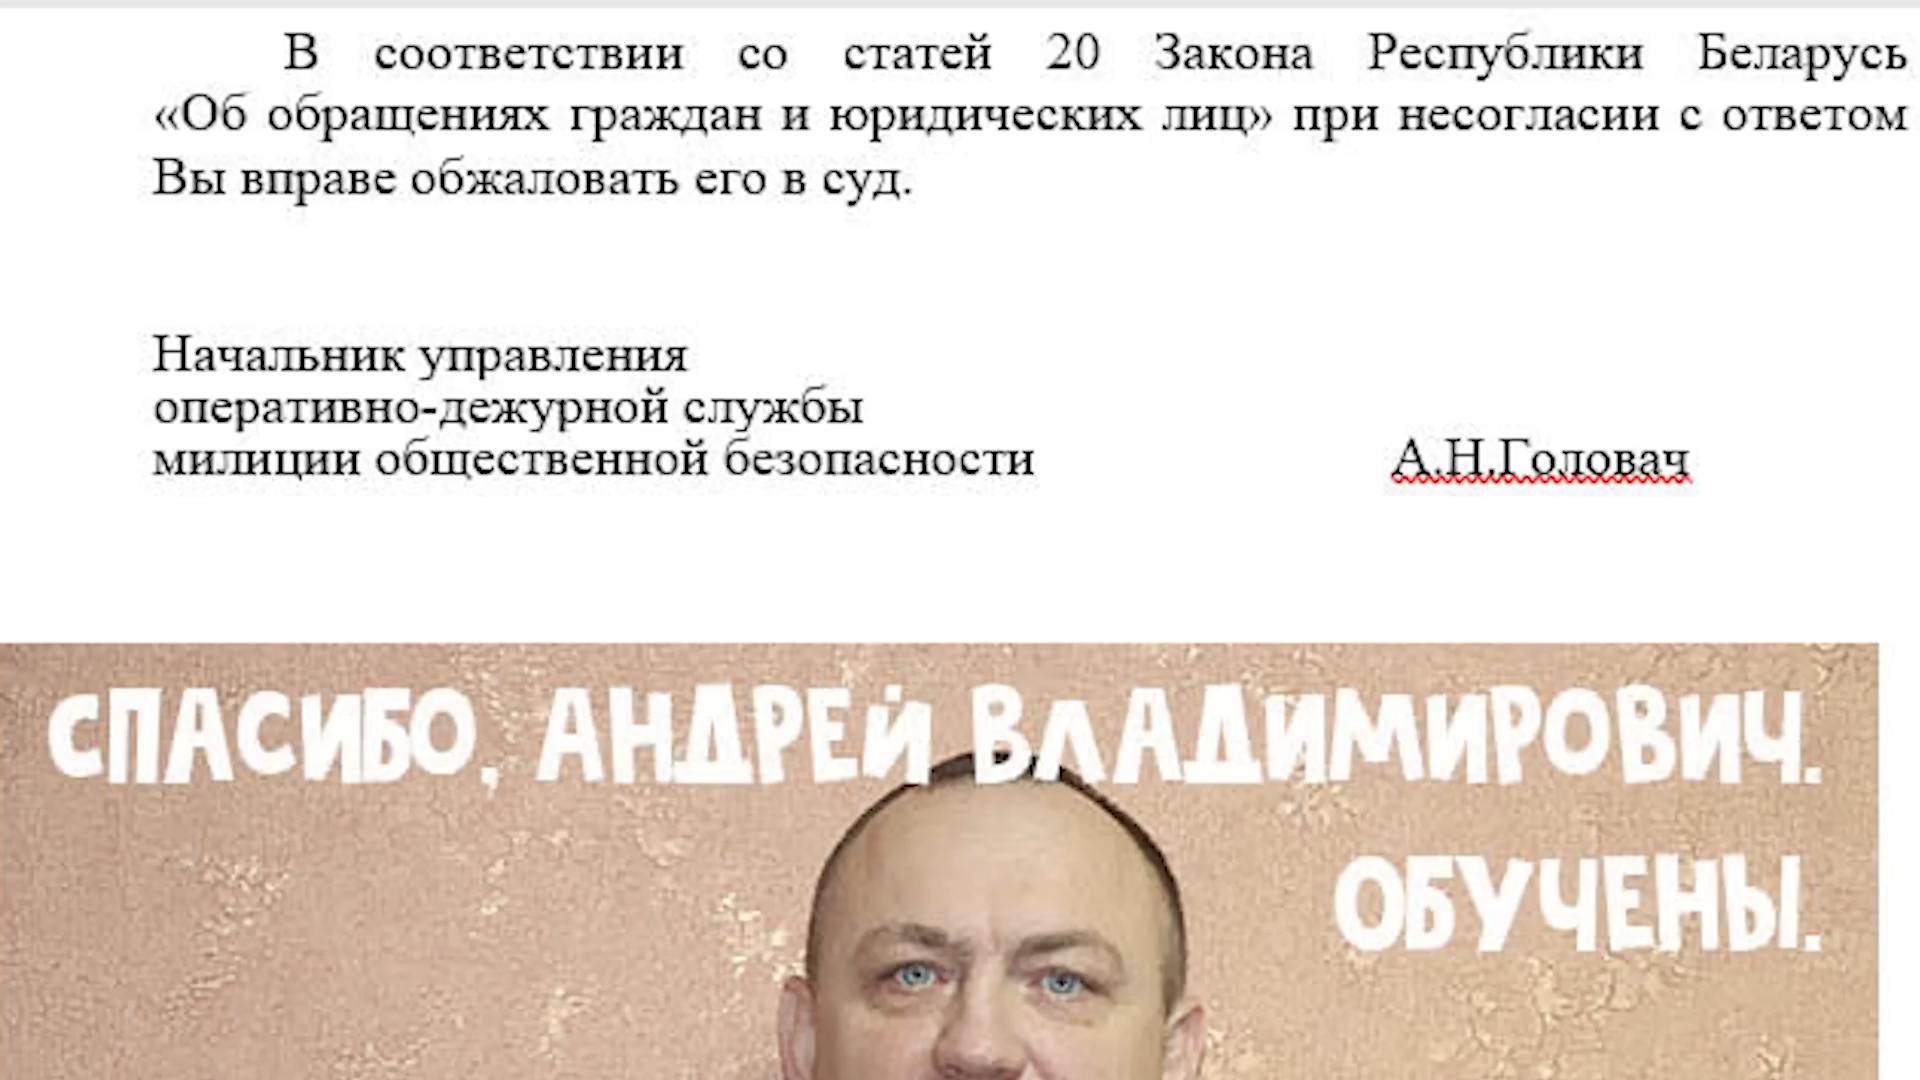 В соответствии со статей 20 Закона Республики Беларусь
«Об обращениях граждан и юридических лиц» при несогласии с ответом
Вы вправе обжаловать его в суд.
Начальник управления
оперативно-дежурной службы
милиции общественной безопасности А.Н.Головач
СПАСИБО, АНДРЕЙ ВЛАДИМИРОВИЧ.
ОБУЧЕНЫ.